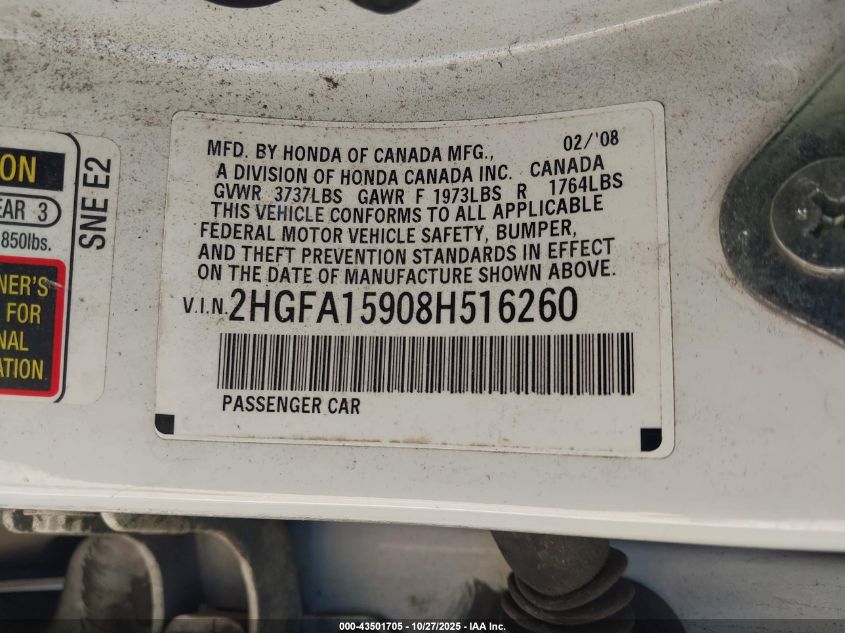 ON
EAR 3
850lbs.
NER'S
FOR
NAL
ATION
SNE E2
MFD. BY HONDA OF CANADA MFG., 02/'08
A DIVISION OF HONDA CANADA INC. CANADA
GVWR 3737LBS GAWR F 1973LBS R 1764LBS
THIS VEHICLE CONFORMS TO ALL APPLICABLE
FEDERAL MOTOR VEHICLE SAFETY, BUMPER,
AND THEFT PREVENTION STANDARDS IN EFFECT
ON THE DATE OF MANUFACTURE SHOWN ABOVE.
V.I.N. 2HGFA15908H516260
PASSENGER CAR
000-43501705 - 10/27/2025 - IAA Inc.